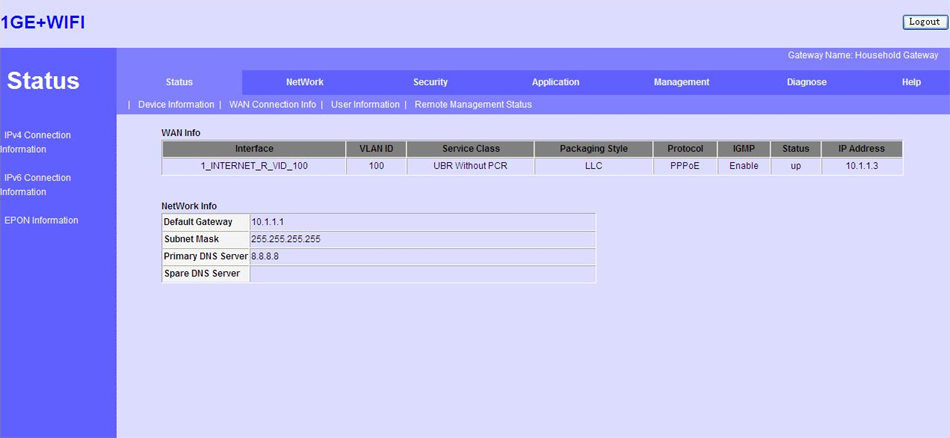 1GE+WIFI
Logout
Gateway Name: Household Gateway
Status
Status NetWork Security Application Management Diagnose Help
| Device Information | WAN Connection Info | User Information | Remote Management Status
IPv4 Connection
Information
IPv6 Connection
Information
EPON Information
WAN Info
Interface VLAN ID Service Class Packaging Style Protocol IGMP Status IP Address
1_INTERNET_R_VID_100 100 UBR Without PCR LLC PPPoE Enable up 10.1.1.3
NetWork Info
Default Gateway 10.1.1.1
Subnet Mask 255.255.255.255
Primary DNS Server 8.8.8.8
Spare DNS Server